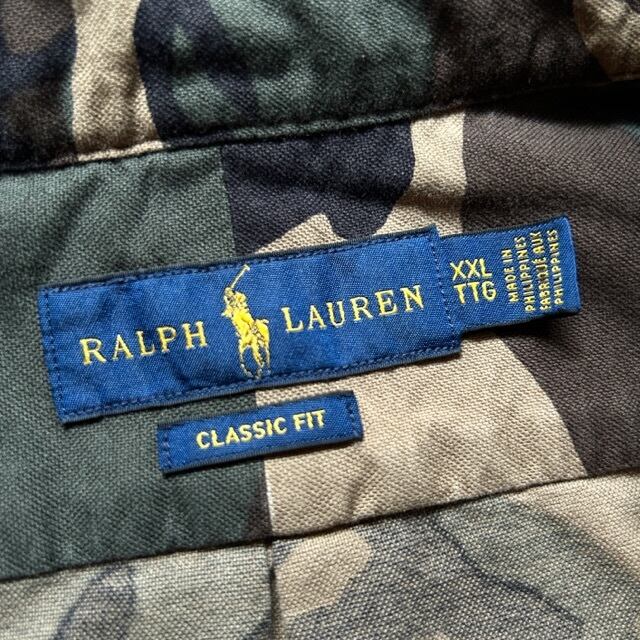 RALPH LAUREN
XXL
TTG
MADE IN
PHILIPPINES
FABRIQUÉ AUX
PHILIPPINES
CLASSIC FIT